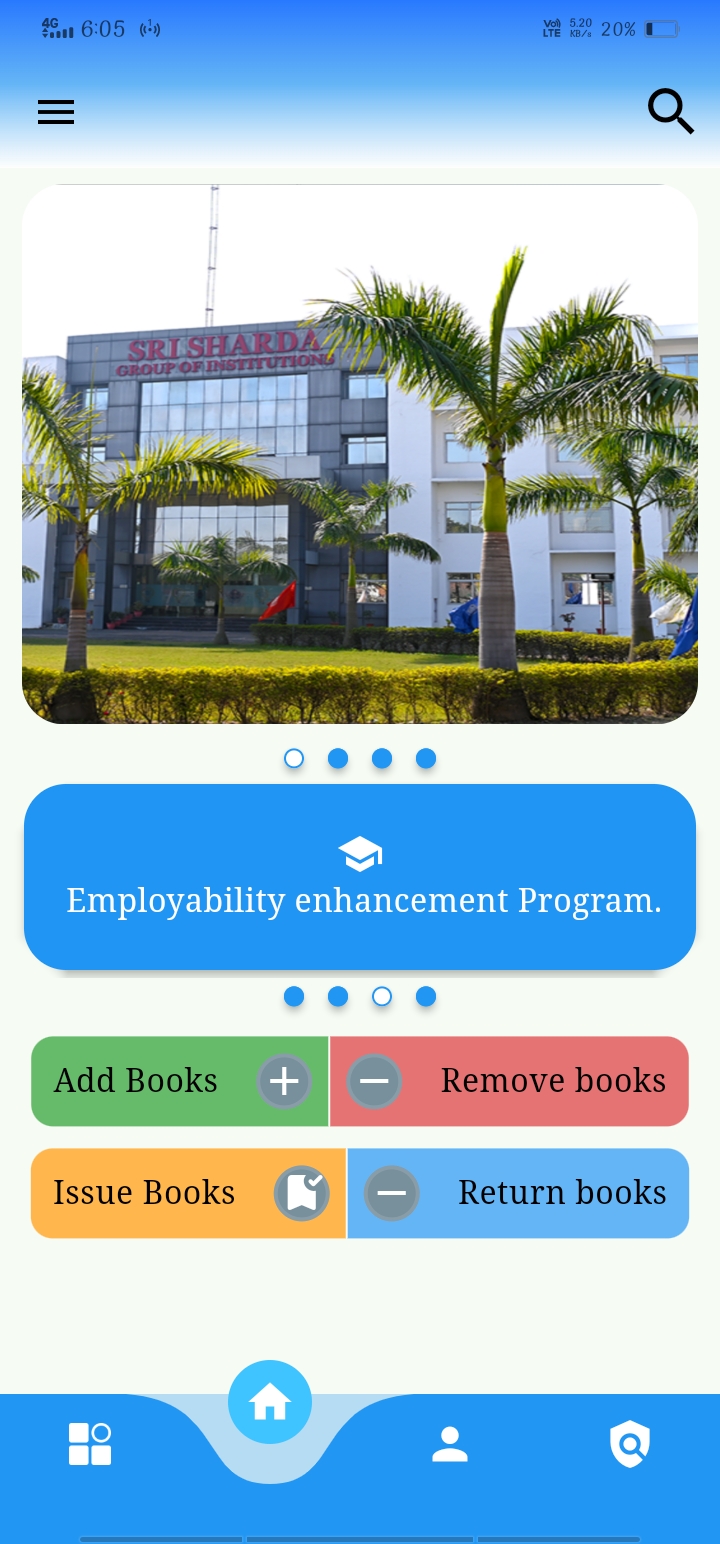 4G 6:05 Vo) LTE 5.20 KB/s 20%
SRI SHARDA
GROUP OF INSTITUTIONS
Employability enhancement Program.
Add Books Remove books
Issue Books Return books